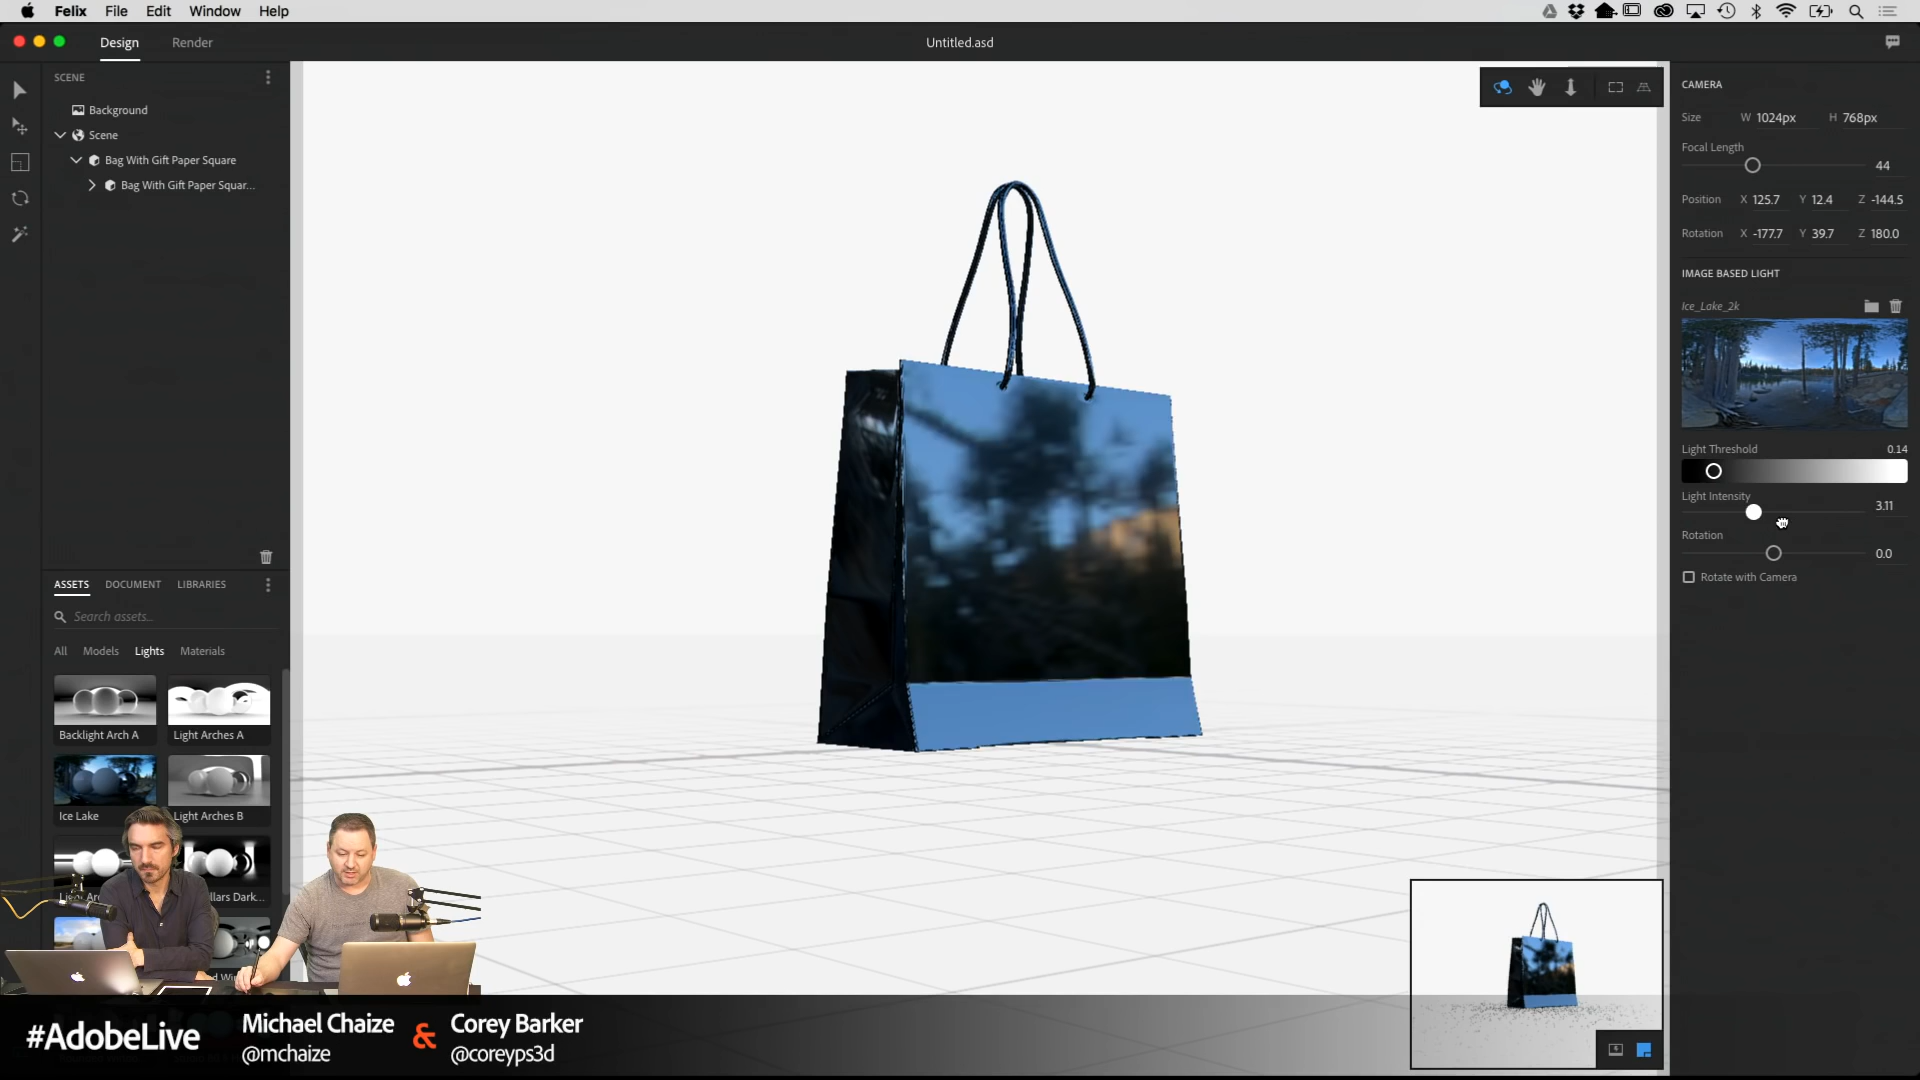 Felix File Edit Window Help
Design Render Untitled.asd
SCENE
Background
Scene
Bag With Gift Paper Square
Bag With Gift Paper Squar...
ASSETS DOCUMENT LIBRARIES
Search assets...
All Models Lights Materials
Backlight Arch A Light Arches A
Ice Lake Light Arches B
llars Dark...
#AdobeLive
Michael Chaize & Corey Barker
@mchaize @coreyps3d
CAMERA
Size W 1024px H 768px
Focal Length
44
Position X 125.7 Y 12.4 Z -144.5
Rotation X -177.7 Y 39.7 Z 180.0
IMAGE BASED LIGHT
Ice_Lake_2k
Light Threshold 0.14
Light Intensity
3.11
Rotation
0.0
Rotate with Camera